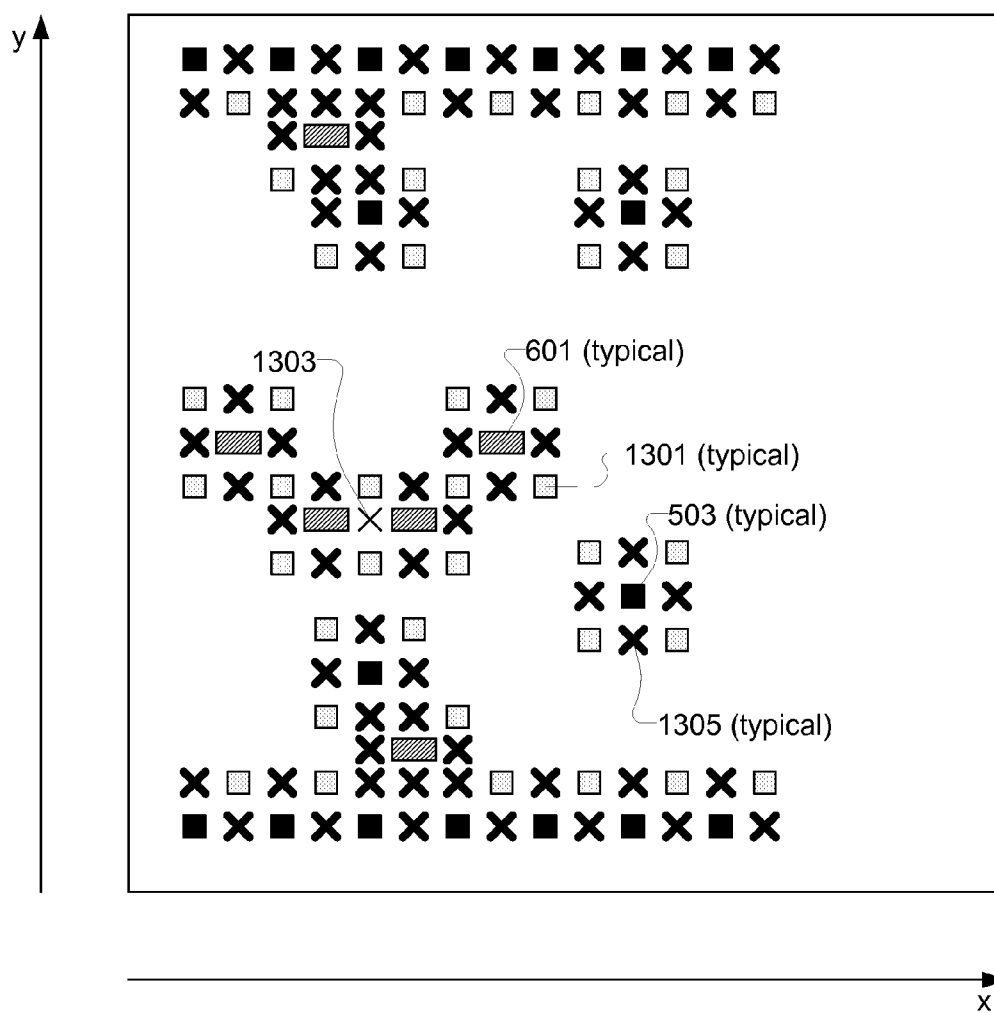 y
1303
601 (typical)
1301 (typical)
503 (typical)
1305 (typical)
x